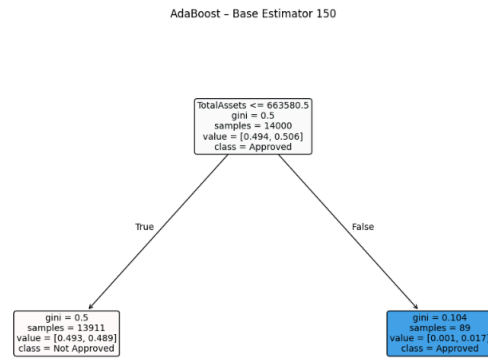 AdaBoost – Base Estimator 150
TotalAssets <= 663580.5
gini = 0.5
samples = 14000
value = [0.494, 0.506]
class = Approved
True
False
gini = 0.5
samples = 13911
value = [0.493, 0.489]
class = Not Approved
gini = 0.104
samples = 89
value = [0.001, 0.017]
class = Approved